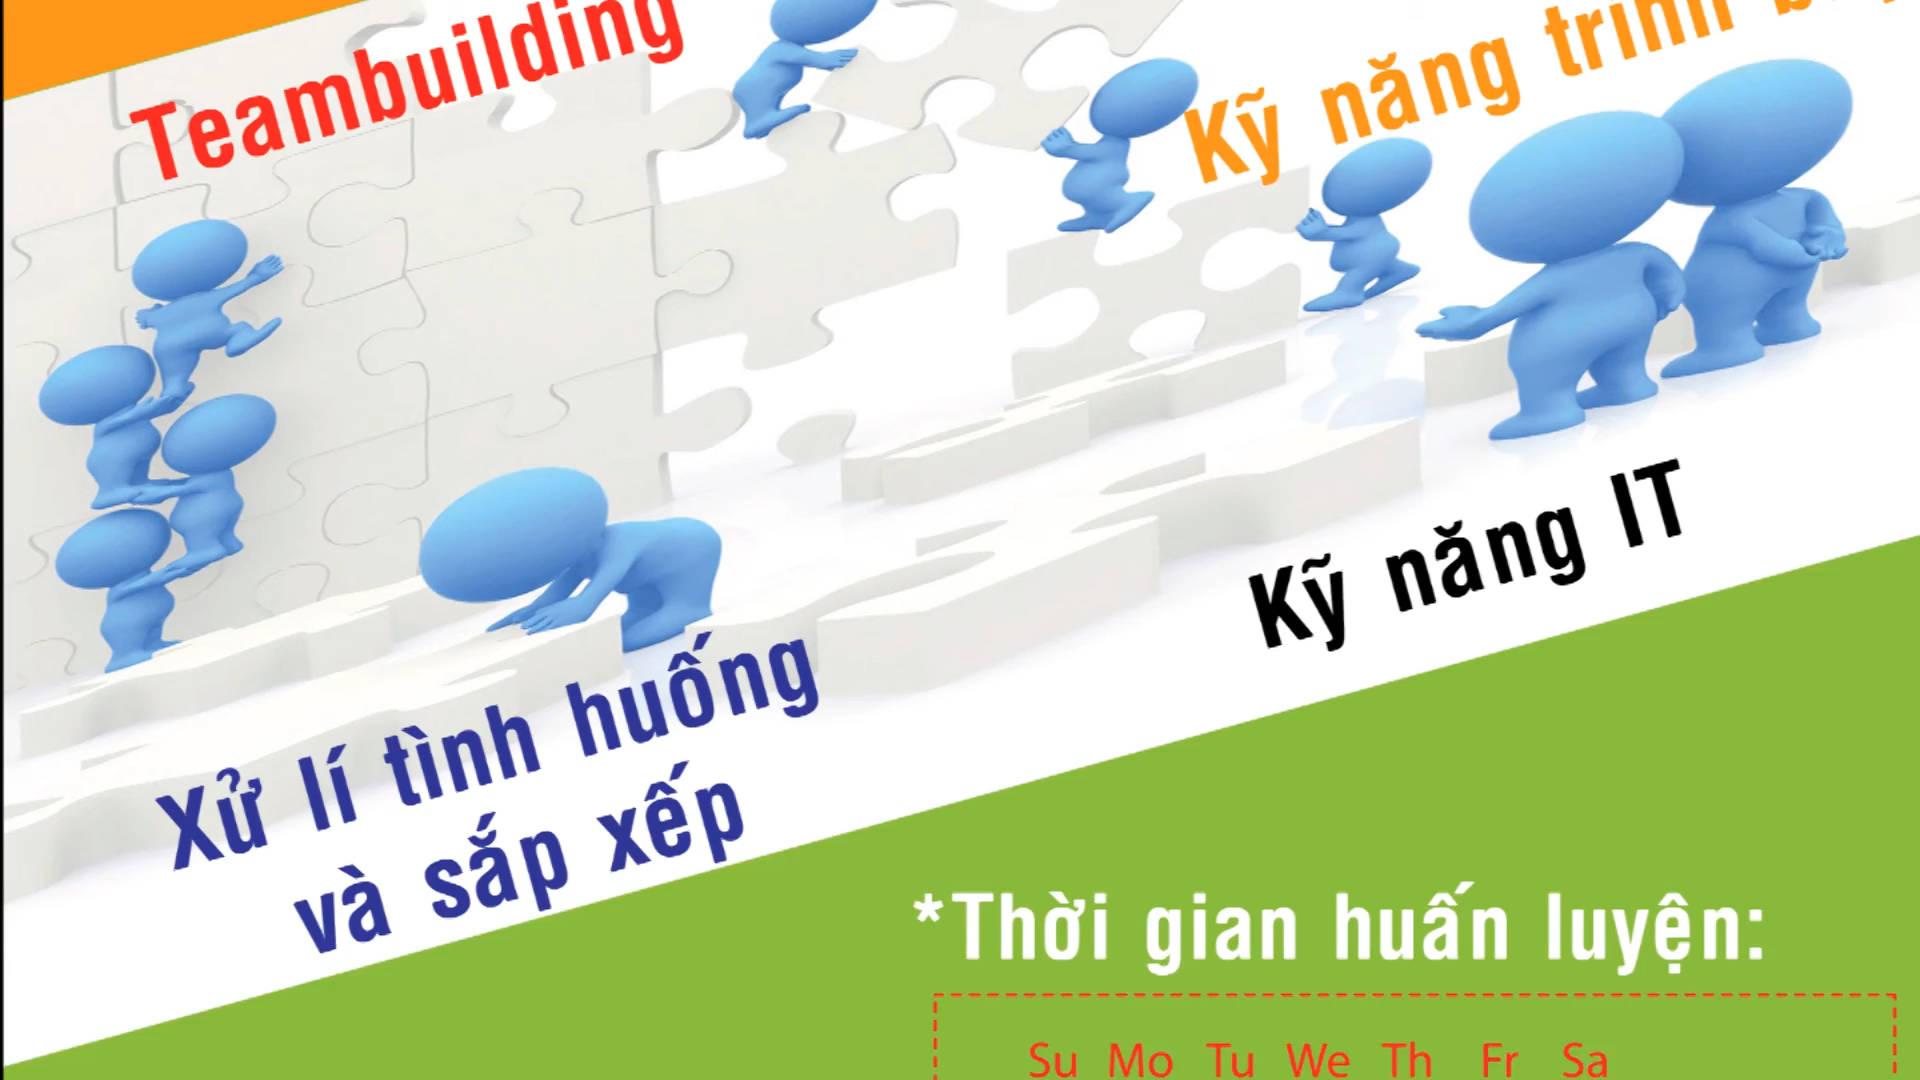 Teambuilding
Kỹ năng trình
Kỹ năng IT
Xử lí tình huống
và sắp xếp
*Thời gian huấn luyện:
Su Mo Tu We Th Fr Sa